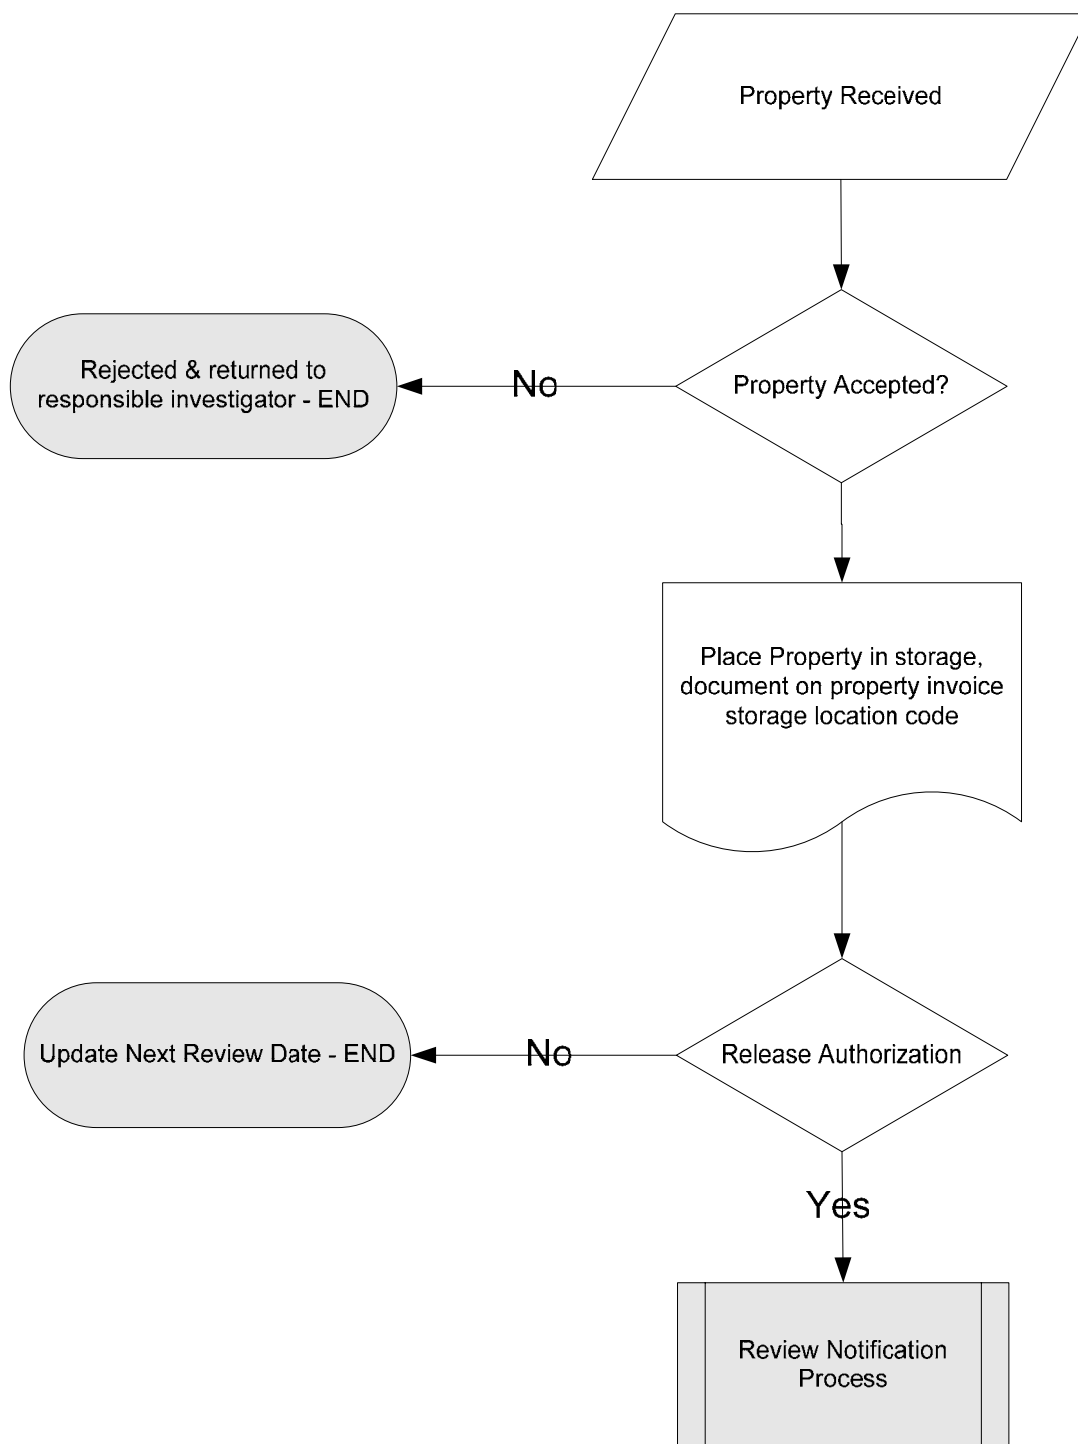 Property Received
Property Accepted?
No
Rejected & returned to
responsible investigator - END
Place Property in storage,
document on property invoice
storage location code
Release Authorization
No
Update Next Review Date - END
Yes
Review Notification
Process